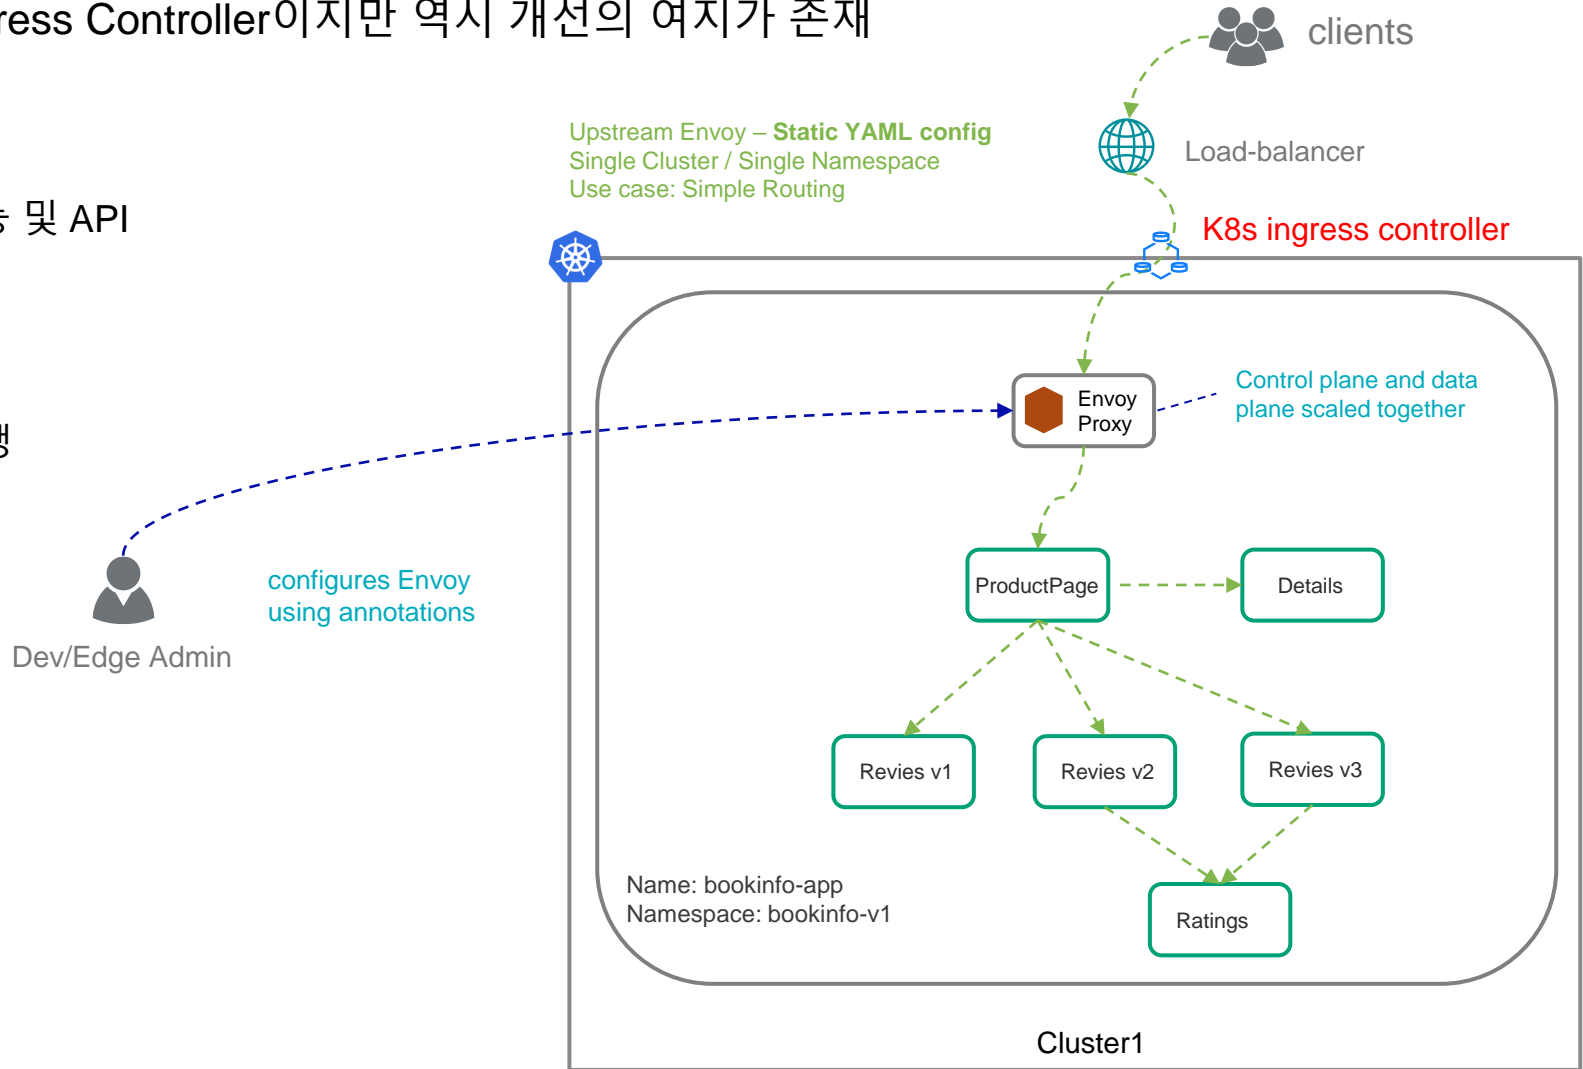 ress Controller이지만 역시 개선의 여지가 존재
clients
Upstream Envoy – Static YAML config
Single Cluster / Single Namespace
Use case: Simple Routing
Load-balancer
및 API
K8s ingress controller
Envoy
Proxy
Control plane and data
plane scaled together
configures Envoy
using annotations
Dev/Edge Admin
ProductPage
Details
Revies v1
Revies v2
Revies v3
Name: bookinfo-app
Namespace: bookinfo-v1
Ratings
Cluster1